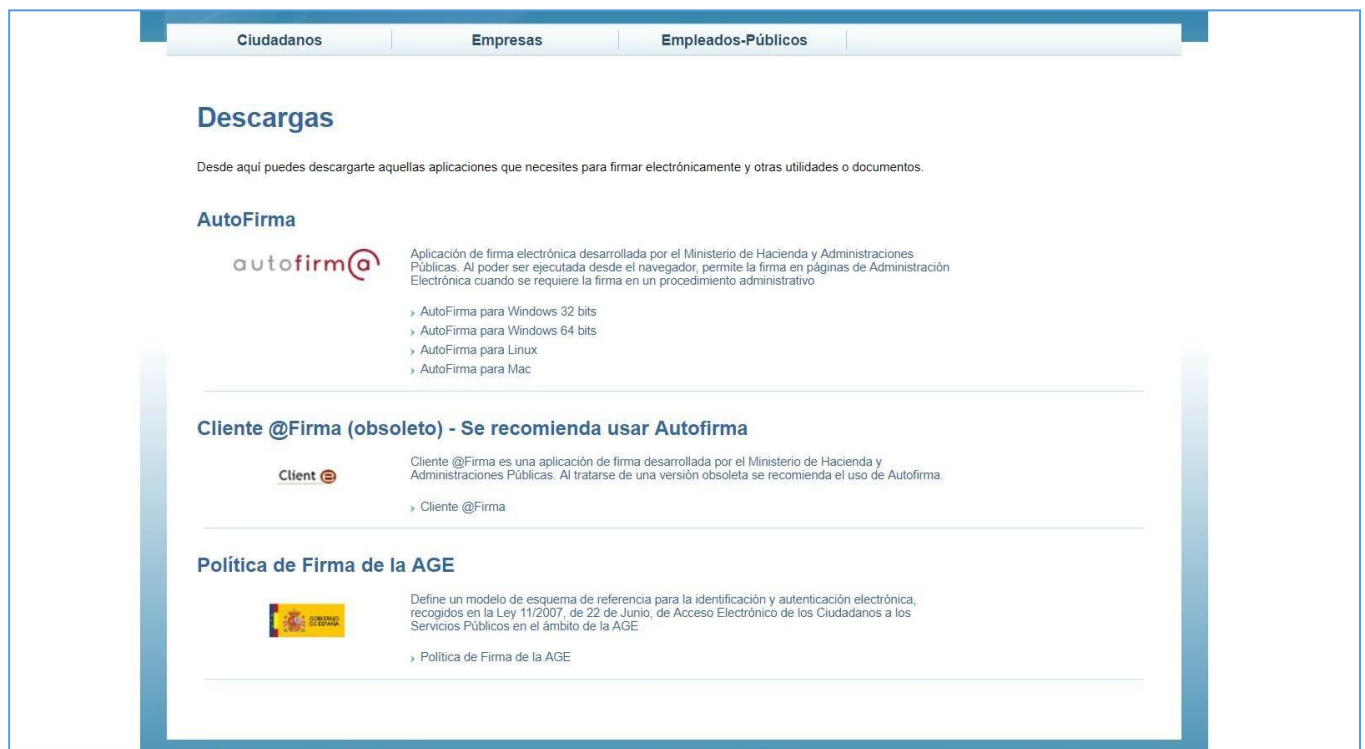 Ciudadanos Empresas Empleados-Públicos
Descargas
Desde aquí puedes descargarte aquellas aplicaciones que necesites para firmar electrónicamente y otras utilidades o documentos.
AutoFirma
autofirm@
Aplicación de firma electrónica desarrollada por el Ministerio de Hacienda y Administraciones
Públicas. Al poder ser ejecutada desde el navegador, permite la firma en páginas de Administración
Electrónica cuando se requiere la firma en un procedimiento administrativo
› AutoFirma para Windows 32 bits
› AutoFirma para Windows 64 bits
› AutoFirma para Linux
› AutoFirma para Mac
Cliente @Firma (obsoleto) - Se recomienda usar Autofirma
Client e
Cliente @Firma es una aplicación de firma desarrollada por el Ministerio de Hacienda y
Administraciones Públicas. Al tratarse de una versión obsoleta se recomienda el uso de Autofirma.
› Cliente @Firma
Política de Firma de la AGE
GOBIERNO
DE ESPAÑA
Define un modelo de esquema de referencia para la identificación y autenticación electrónica,
recogidos en la Ley 11/2007, de 22 de Junio, de Acceso Electrónico de los Ciudadanos a los
Servicios Públicos en el ámbito de la AGE
› Política de Firma de la AGE